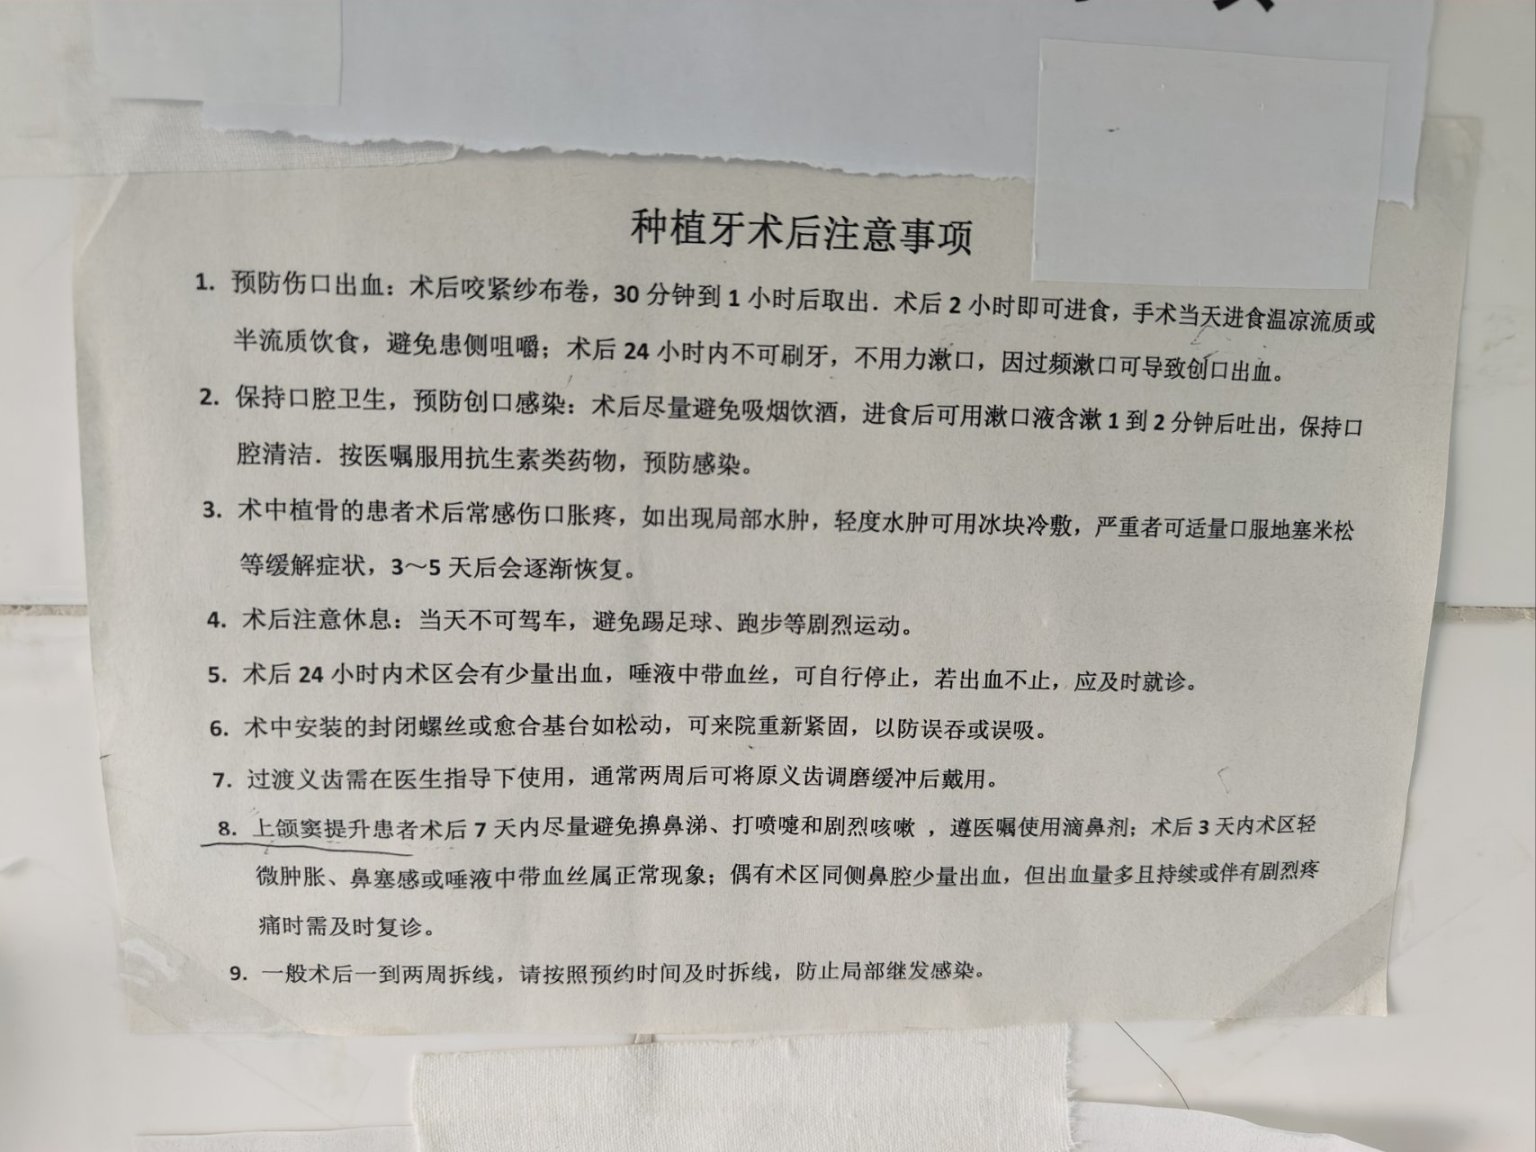 种植牙术后注意事项
1. 预防伤口出血：术后咬紧纱布卷，30 分钟到 1 小时后取出．术后 2 小时即可进食，手术当天进食温凉流质或
半流质饮食，避免患侧咀嚼；术后 24 小时内不可刷牙，不用力漱口，因过频漱口可导致创口出血。
2. 保持口腔卫生，预防创口感染：术后尽量避免吸烟饮酒，进食后可用漱口液含漱 1 到 2 分钟后吐出，保持口
腔清洁．按医嘱服用抗生素类药物，预防感染。
3. 术中植骨的患者术后常感伤口胀疼，如出现局部水肿，轻度水肿可用冰块冷敷，严重者可适量口服地塞米松
等缓解症状，3～5 天后会逐渐恢复。
4. 术后注意休息：当天不可驾车，避免踢足球、跑步等剧烈运动。
5. 术后 24 小时内术区会有少量出血，唾液中带血丝，可自行停止，若出血不止，应及时就诊。
6. 术中安装的封闭螺丝或愈合基台如松动，可来院重新紧固，以防误吞或误吸。
7. 过渡义齿需在医生指导下使用，通常两周后可将原义齿调磨缓冲后戴用。
8. 上颌窦提升患者术后 7 天内尽量避免擤鼻涕、打喷嚏和剧烈咳嗽 ，遵医嘱使用滴鼻剂；术后 3 天内术区轻
微肿胀、鼻塞感或唾液中带血丝属正常现象；偶有术区同侧鼻腔少量出血，但出血量多且持续或伴有剧烈疼
痛时需及时复诊。
9. 一般术后一到两周拆线，请按照预约时间及时拆线，防止局部继发感染。